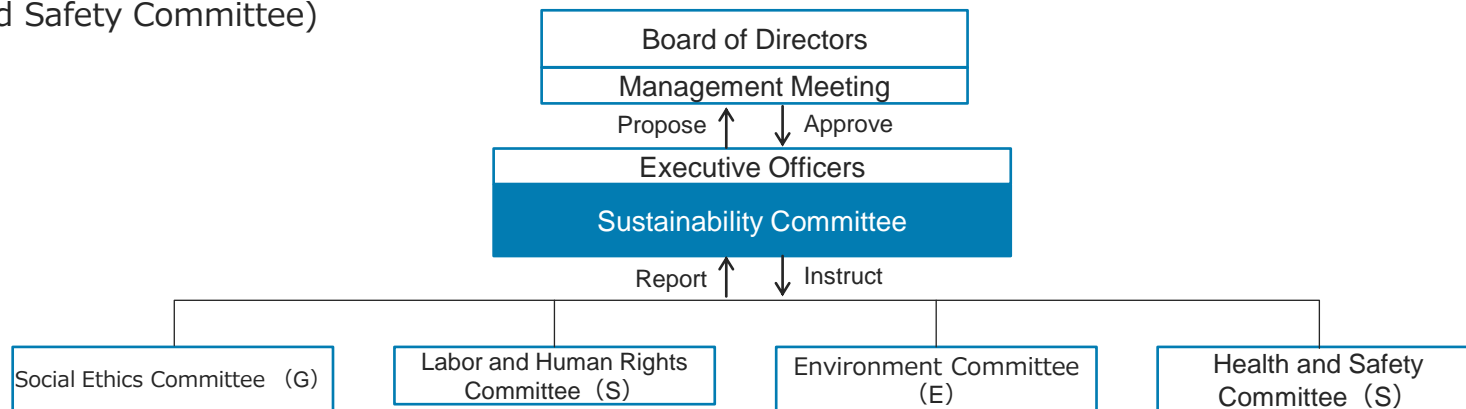 d Safety Committee)
Board of Directors
Management Meeting
Propose
Approve
Executive Officers
Sustainability Committee
Report
Instruct
Social Ethics Committee （G）
Labor and Human Rights
Committee（S）
Environment Committee
（E）
Health and Safety
Committee（S）